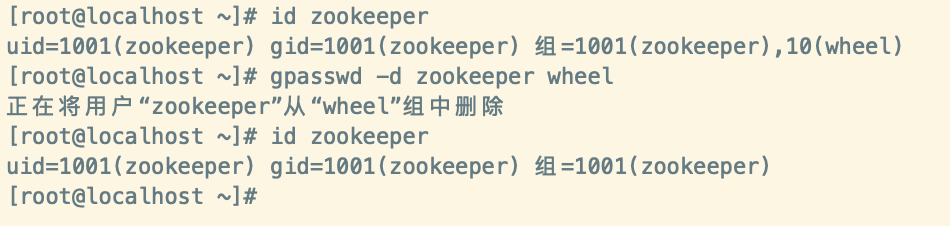 [root@localhost ~]# id zookeeper
uid=1001(zookeeper) gid=1001(zookeeper) 组=1001(zookeeper),10(wheel)
[root@localhost ~]# gpasswd -d zookeeper wheel
正在将用户“zookeeper”从“wheel”组中删除
[root@localhost ~]# id zookeeper
uid=1001(zookeeper) gid=1001(zookeeper) 组=1001(zookeeper)
[root@localhost ~]#